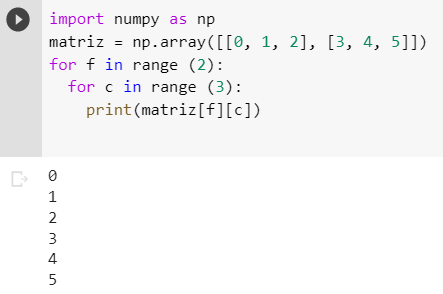 import numpy as np
matriz = np.array([[0, 1, 2], [3, 4, 5]])
for f in range (2):
  for c in range (3):
    print(matriz[f][c])
0
1
2
3
4
5